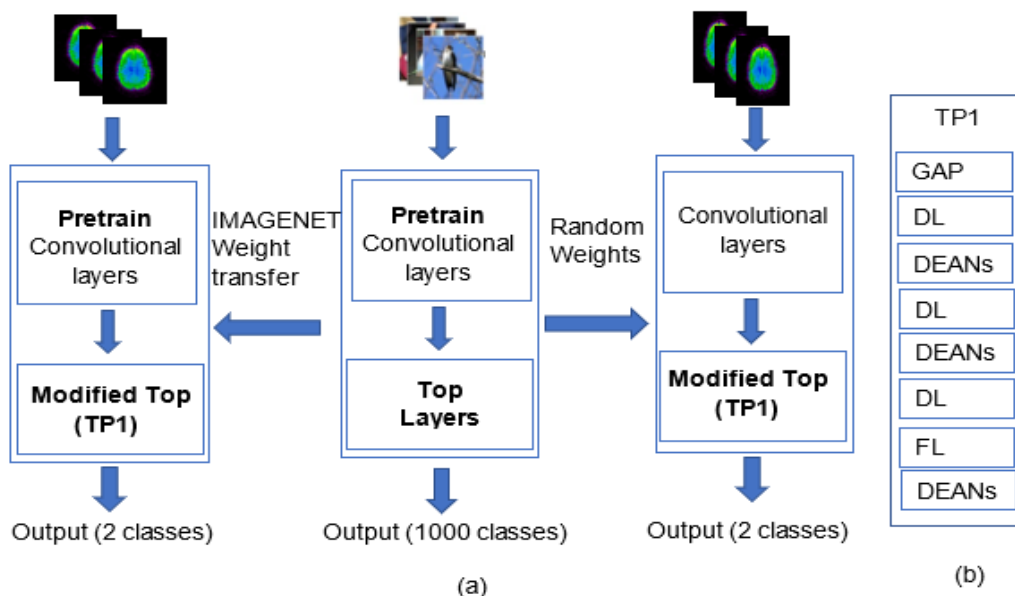 Pretrain
Convolutional
layers
Modified Top
(TP1)
Output (2 classes)
IMAGENET
Weight
transfer
Pretrain
Convolutional
layers
Top
Layers
Output (1000 classes)
Random
Weights
Convolutional
layers
Modified Top
(TP1)
Output (2 classes)
(a)
TP1
GAP
DL
DEANs
DL
DEANs
DL
FL
DEANs
(b)